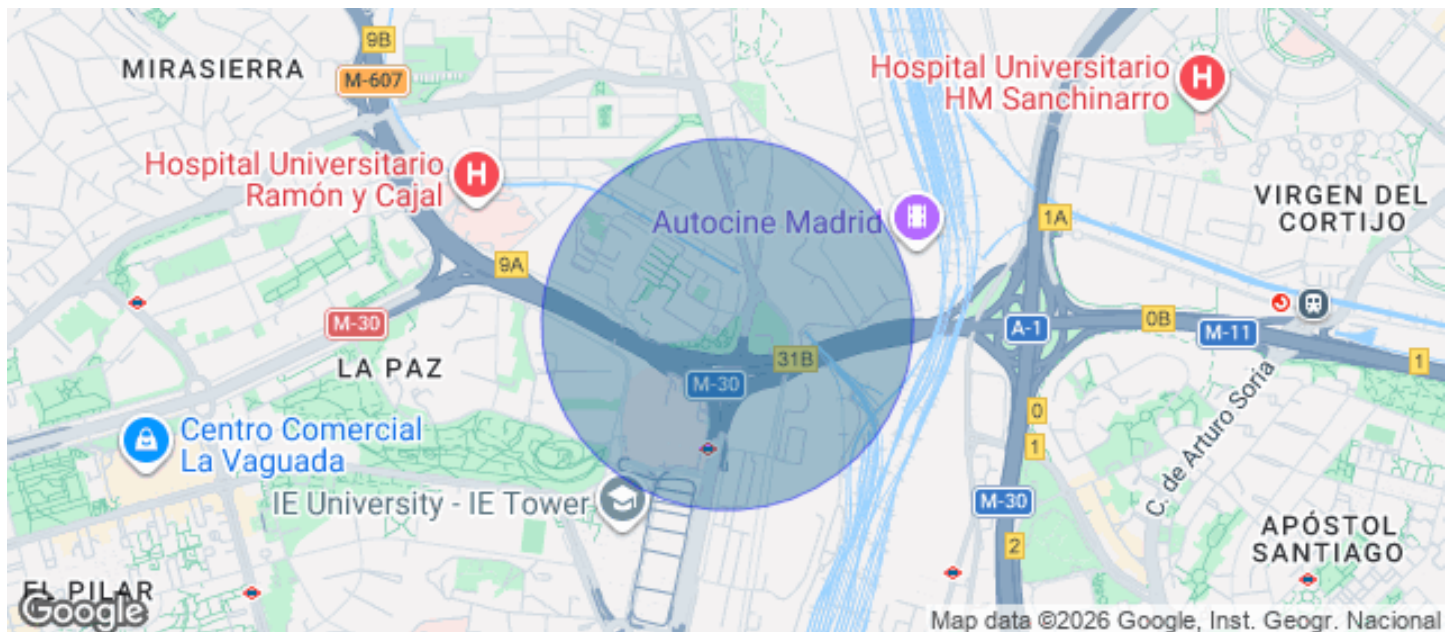 9B
MIRASIERRA
M-607
Hospital Universitario
HM Sanchinarro
H
Hospital Universitario
Ramón y Cajal
H
VIRGEN DEL
CORTIJO
Autocine Madrid
1A
9A
M-30
A-1
0B
M-11
31B
1
LA PAZ
M-30
C. de Arturo Soria
0
1
Centro Comercial
La Vaguada
IE University - IE Tower
M-30
2
APÓSTOL
SANTIAGO
EL PILAR
Google
Map data ©2026 Google, Inst. Geogr. Nacional